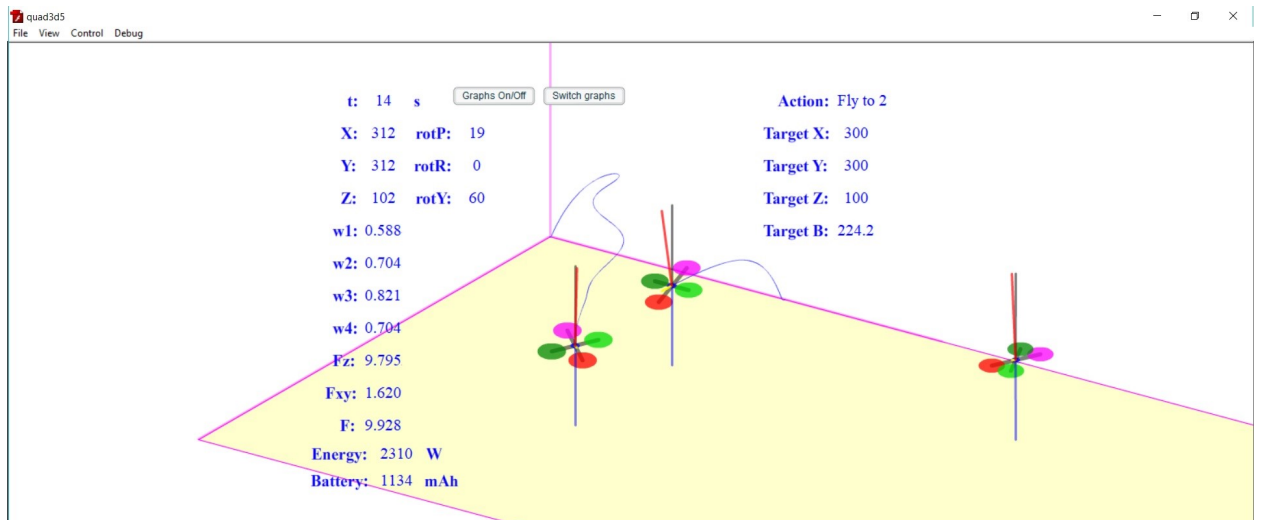 quad3d5
File View Control Debug
t: 14 s Graphs On/Off Switch graphs Action: Fly to 2
X: 312 rotP: 19 Target X: 300
Y: 312 rotR: 0 Target Y: 300
Z: 102 rotY: 60 Target Z: 100
w1: 0.588 Target B: 224.2
w2: 0.704
w3: 0.821
w4: 0.704
Fz: 9.795
Fxy: 1.620
F: 9.928
Energy: 2310 W
Battery: 1134 mAh